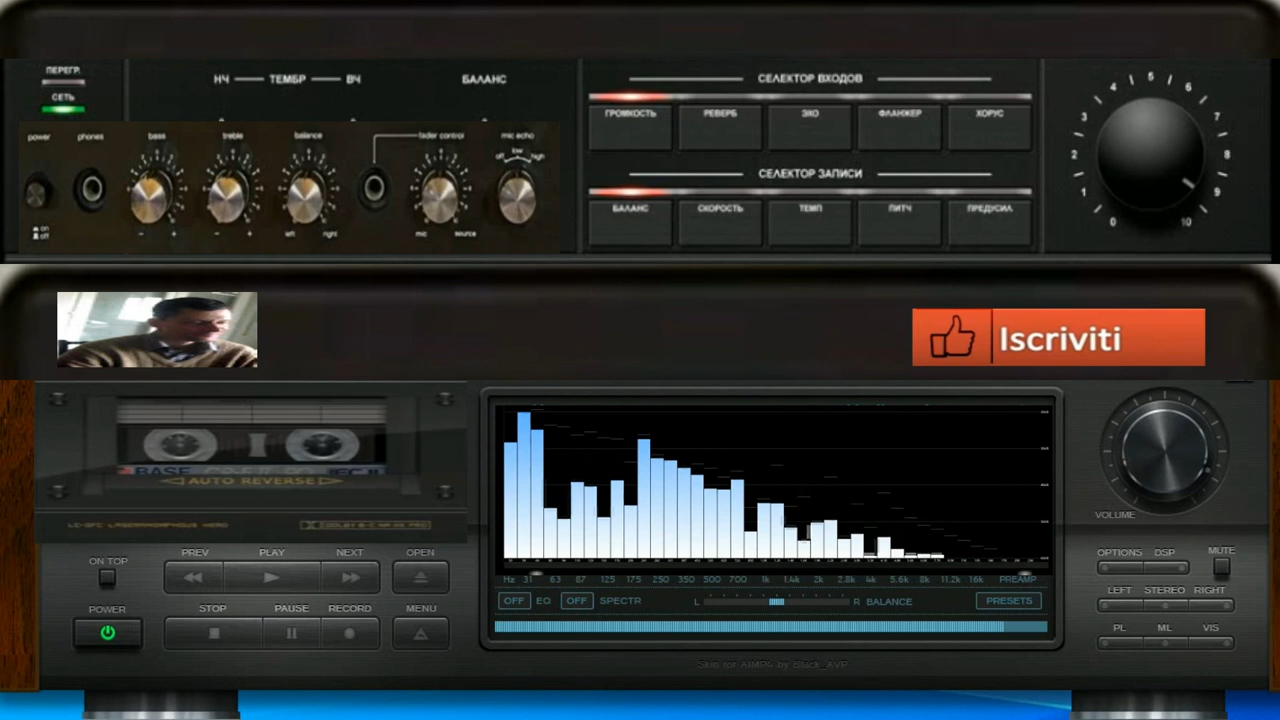 ПЕРЕГР.
СЕТЬ
НЧ ТЕМБР ВЧ
БАЛАНС
СЕЛЕКТОР ВХОДОВ
ГРОМКОСТЬ РЕВЕРБ ЭХО ФЛАНЖЕР ХОРУС
СЕЛЕКТОР ЗАПИСИ
БАЛАНС СКОРОСТЬ ТЕМП ПИТЧ ПРЕДУСИЛ
0 1 2 3 4 5 6 7 8 9 10
power phones bass treble balance fader control mic echo
off low high
- + - + left right mic source
on
off
Iscriviti
BASE
AUTO REVERSE
ON TOP PREV PLAY NEXT OPEN
POWER STOP PAUSE RECORD MENU
Hz 31 63 87 125 175 250 350 500 700 1k 1.4k 2k 2.8k 4k 5.6k 8k 11.2k 16k PREAMP
OFF EQ OFF SPECTR L R BALANCE PRESETS
VOLUME
OPTIONS DSP MUTE
LEFT STEREO RIGHT
PL ML VIS
Skin for AIMP4 by Black_AVP